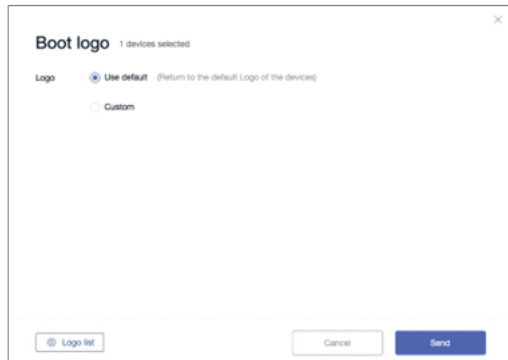 Boot logo 1 devices selected
Logo Use default (Return to the default Logo of the devices)
Custom
Logo list Cancel Send